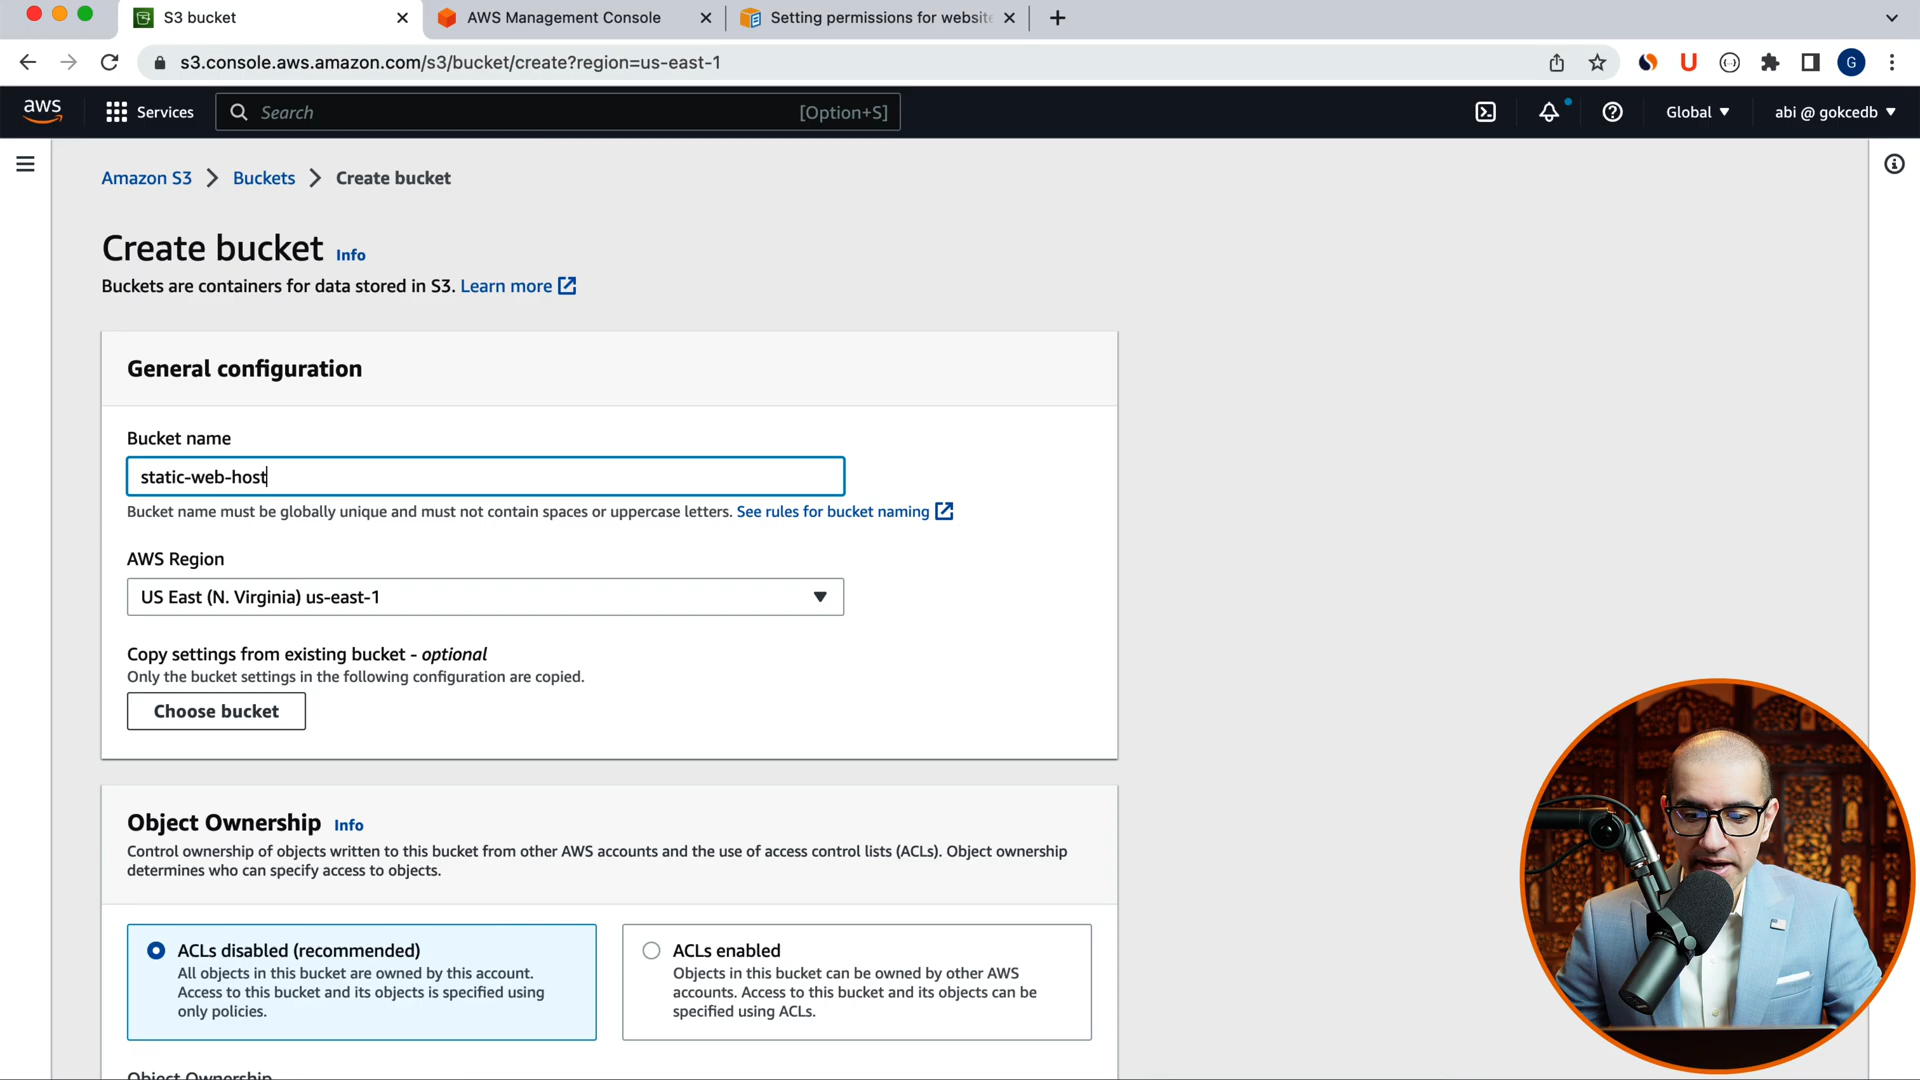 S3 bucket
AWS Management Console
Setting permissions for websit
s3.console.aws.amazon.com/s3/bucket/create?region=us-east-1
G
aws
Services
Search
[Option+S]
Global
abi @ gokcedb
Amazon S3
Buckets
Create bucket
Create bucket Info
Buckets are containers for data stored in S3. Learn more
General configuration
Bucket name
static-web-host
Bucket name must be globally unique and must not contain spaces or uppercase letters. See rules for bucket naming
AWS Region
US East (N. Virginia) us-east-1
Copy settings from existing bucket - optional
Only the bucket settings in the following configuration are copied.
Choose bucket
Object Ownership Info
Control ownership of objects written to this bucket from other AWS accounts and the use of access control lists (ACLs). Object ownership
determines who can specify access to objects.
ACLs disabled (recommended)
All objects in this bucket are owned by this account.
Access to this bucket and its objects is specified using
only policies.
ACLs enabled
Objects in this bucket can be owned by other AWS
accounts. Access to this bucket and its objects can be
specified using ACLs.
Object Ownership